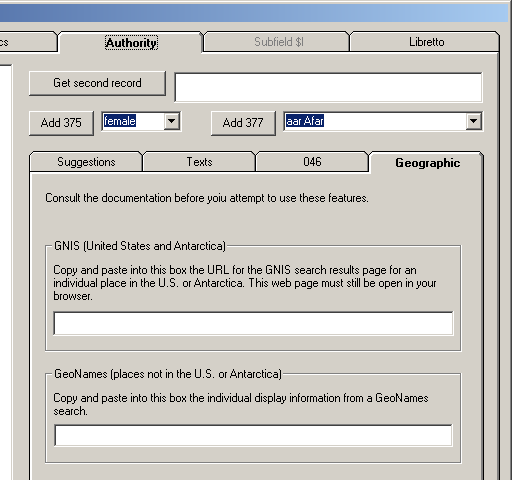 cs
Authority
Subfield $l
Libretto
Get second record
Add 375
female
Add 377
aar Afar
Suggestions
Texts
046
Geographic
Consult the documentation before yoiu attempt to use these features.
GNIS (United States and Antarctica)
Copy and paste into this box the URL for the GNIS search results page for an
individual place in the U.S. or Antarctica. This web page must still be open in your
browser.
GeoNames (places not in the U.S. or Antarctica)
Copy and paste into this box the individual display information from a GeoNames
search.